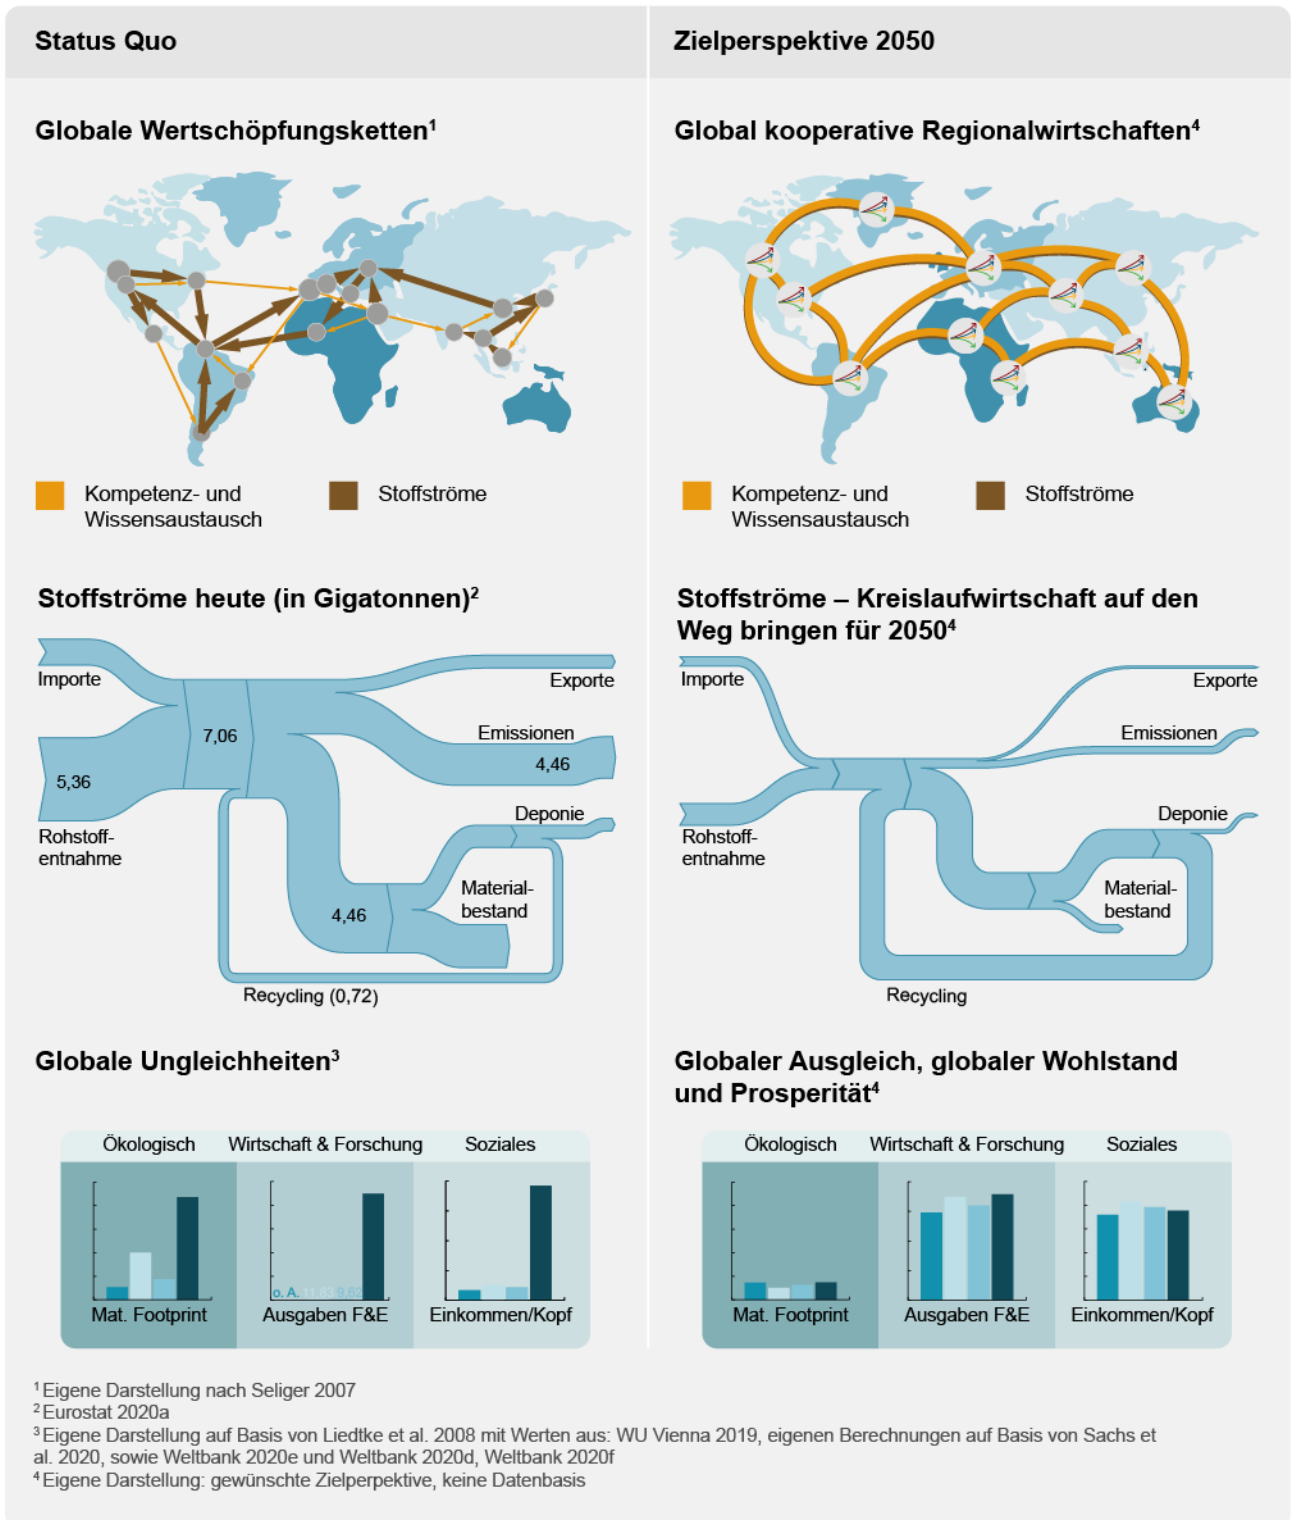 Status Quo
Globale Wertschöpfungsketten¹
Kompetenz- und
Wissensaustausch
Stoffströme
Stoffströme heute (in Gigatonnen)²
Importe
Exporte
7,06
Emissionen
4,46
5,36
Deponie
Rohstoff-
entnahme
Material-
bestand
4,46
Recycling (0,72)
Globale Ungleichheiten³
Ökologisch
Wirtschaft & Forschung
Soziales
o. A.
Mat. Footprint
Ausgaben F&E
Einkommen/Kopf
Zielperspektive 2050
Global kooperative Regionalwirtschaften⁴
Kompetenz- und
Wissensaustausch
Stoffströme
Stoffströme – Kreislaufwirtschaft auf den
Weg bringen für 2050⁴
Importe
Exporte
Emissionen
Deponie
Rohstoff-
entnahme
Material-
bestand
Recycling
Globaler Ausgleich, globaler Wohlstand
und Prosperität⁴
Ökologisch
Wirtschaft & Forschung
Soziales
Mat. Footprint
Ausgaben F&E
Einkommen/Kopf
¹ Eigene Darstellung nach Seliger 2007
² Eurostat 2020a
³ Eigene Darstellung auf Basis von Liedtke et al. 2008 mit Werten aus: WU Vienna 2019, eigenen Berechnungen auf Basis von Sachs et
al. 2020, sowie Weltbank 2020e und Weltbank 2020d, Weltbank 2020f
⁴ Eigene Darstellung: gewünschte Zielperpektive, keine Datenbasis